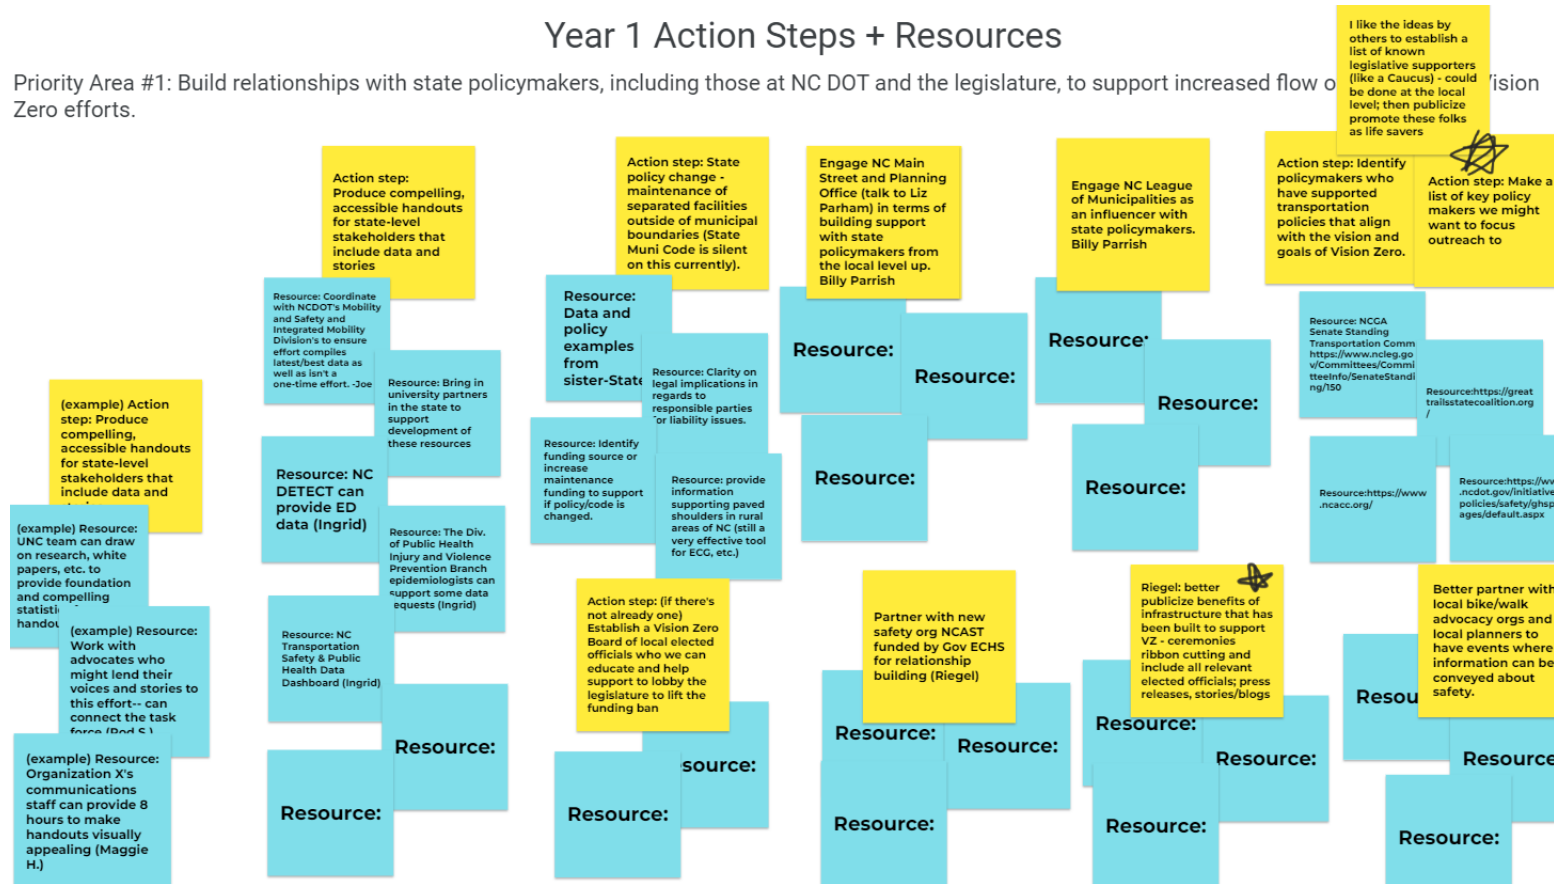 Year 1 Action Steps + Resources
Priority Area #1: Build relationships with state policymakers, including those at NC DOT and the legislature, to support increased flow
Zero efforts.
I like the ideas by
others to establish a
list of known
legislative supporters
(like a Caucus) - could
be done at the local
level; then publicize
promote these folks
as life savers
(example) Action
step: Produce
compelling,
accessible handouts
for state-level
stakeholders that
include data and
(example) Resource:
UNC team can draw
on research, white
papers, etc. to
provide foundation
and compelling
(example) Resource:
Work with
advocates who
might lend their
voices and stories to
this effort-- can
connect the task
force (Rod S.)
(example) Resource:
Organization X's
communications
staff can provide 8
hours to make
handouts visually
appealing (Maggie
H.)
Action step:
Produce compelling,
accessible handouts
for state-level
stakeholders that
include data and
stories
Resource: Coordinate
with NCDOT's Mobility
and Safety and
Integrated Mobility
Division's to ensure
effort compiles
latest/best data as
well as isn't a
one-time effort. -Joe
Resource: Bring in
university partners
in the state to
support
development of
these resources
Resource: NC
DETECT can
provide ED
data (Ingrid)
Resource: The Div.
of Public Health
Injury and Violence
Prevention Branch
epidemiologists can
support some data
requests (Ingrid)
Resource: NC
Transportation
Safety & Public
Health Data
Dashboard (Ingrid)
Resource:
Resource:
Action step: State
policy change -
maintenance of
separated facilities
outside of municipal
boundaries (State
Muni Code is silent
on this currently).
Resource:
Data and
policy
examples
from
sister-State
Resource: Clarity on
legal implications in
regards to
responsible parties
for liability issues.
Resource: Identify
funding source or
increase
maintenance
funding to support
if policy/code is
changed.
Resource: provide
information
supporting paved
shoulders in rural
areas of NC (still a
very effective tool
for ECG, etc.)
Action step: (if there's
not already one)
Establish a Vision Zero
Board of local elected
officials who we can
educate and help
support to lobby the
legislature to lift the
funding ban
source:
Resource:
Engage NC Main
Street and Planning
Office (talk to Liz
Parham) in terms of
building support
with state
policymakers from
the local level up.
Billy Parrish
Resource:
Resource:
Resource:
Partner with new
safety org NCAST
funded by Gov ECHS
for relationship
building (Riegel)
Resource:
Resource:
Resource:
Engage NC League
of Municipalities as
an influencer with
state policymakers.
Billy Parrish
Resource:
Resource:
Resource:
Riegel: better
publicize benefits of
infrastructure that has
been built to support
VZ - ceremonies
ribbon cutting and
include all relevant
elected officials; press
releases, stories/blogs
Resource:
Resource:
Resource:
Action step: Identify
policymakers who
have supported
transportation
policies that align
with the vision and
goals of Vision Zero.
Action step: Make a
list of key policy
makers we might
want to focus
outreach to
Resource: NCGA
Senate Standing
Transportation Comm
https://www.ncleg.go
v/Committees/Commi
tteeInfo/SenateStandi
ng/150
Resource:https://great
trailsstatecoalition.org
/
Resource:https://www
.ncacc.org/
Resource:https://ww
.ncdot.gov/initiative
policies/safety/ghsp
ages/default.aspx
Better partner with
local bike/walk
advocacy orgs and
local planners to
have events where
information can be
conveyed about
safety.
Resou
Resource
Resource: